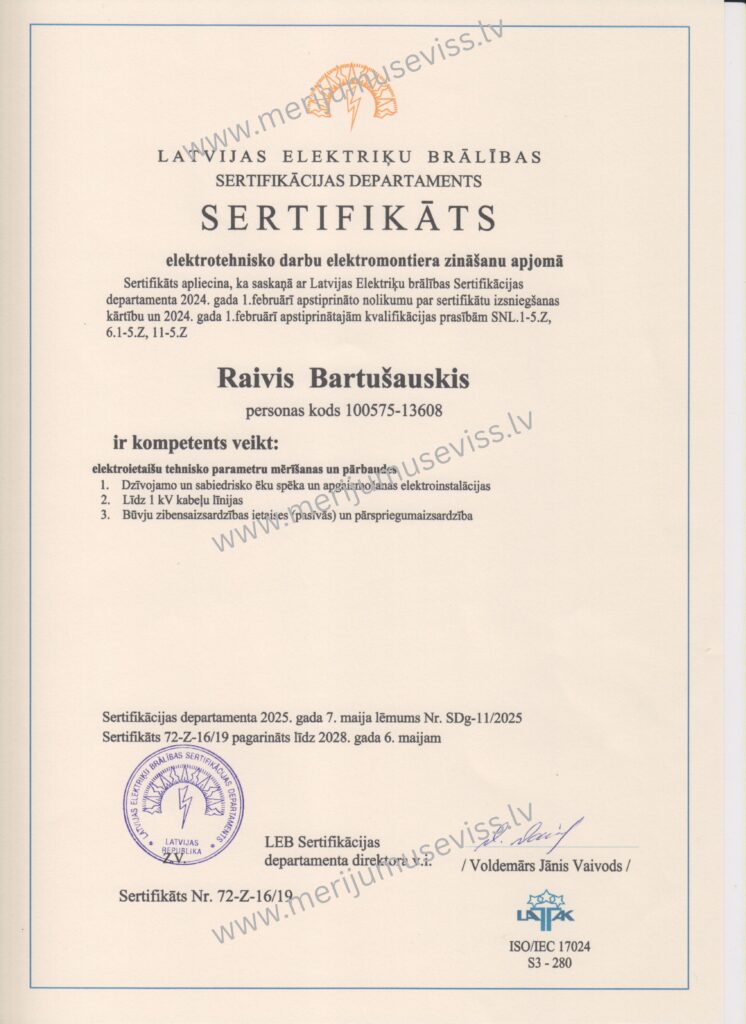 www.merijumuseviss.lv
LATVIJAS ELEKTRIĶU BRĀLĪBAS
SERTIFIKĀCIJAS DEPARTAMENTS
SERTIFIKĀTS
elektrotehnisko darbu elektromontiera zināšanu apjomā
Sertifikāts apliecina, ka saskaņā ar Latvijas Elektriķu brālības Sertifikācijas
departamenta 2024. gada 1.februārī apstiprināto nolikumu par sertifikātu izsniegšanas
kārtību un 2024. gada 1.februārī apstiprinātajām kvalifikācijas prasībām SNL.1-5.Z,
6.1-5.Z, 11-5.Z
Raivis Bartušauskis
personas kods 100575-13608
ir kompetents veikt:
elektroietaišu tehnisko parametru mērīšanas un pārbaudes
1. Dzīvojamo un sabiedrisko ēku spēka un apgaismošanas elektroinstalācijas
2. Līdz 1 kV kabeļu līnijas
3. Būvju zibensaizsardzības ietaises (pasīvās) un pārspriegumaizsardzība
www.merijumuseviss.lv
Sertifikācijas departamenta 2025. gada 7. maija lēmums Nr. SDg-11/2025
Sertifikāts 72-Z-16/19 pagarināts līdz 2028. gada 6. maijam
LATVIJAS ELEKTRIĶU BRĀLĪBAS SERTIFIKĀCIJAS DEPARTAMENTS
LATVIJAS
REPUBLIKA
Z.V.
LEB Sertifikācijas
departamenta direktora v.i.
/ Voldemārs Jānis Vaivods /
www.merijumuseviss.lv
Sertifikāts Nr. 72-Z-16/19
LATAK
ISO/IEC 17024
S3 - 280